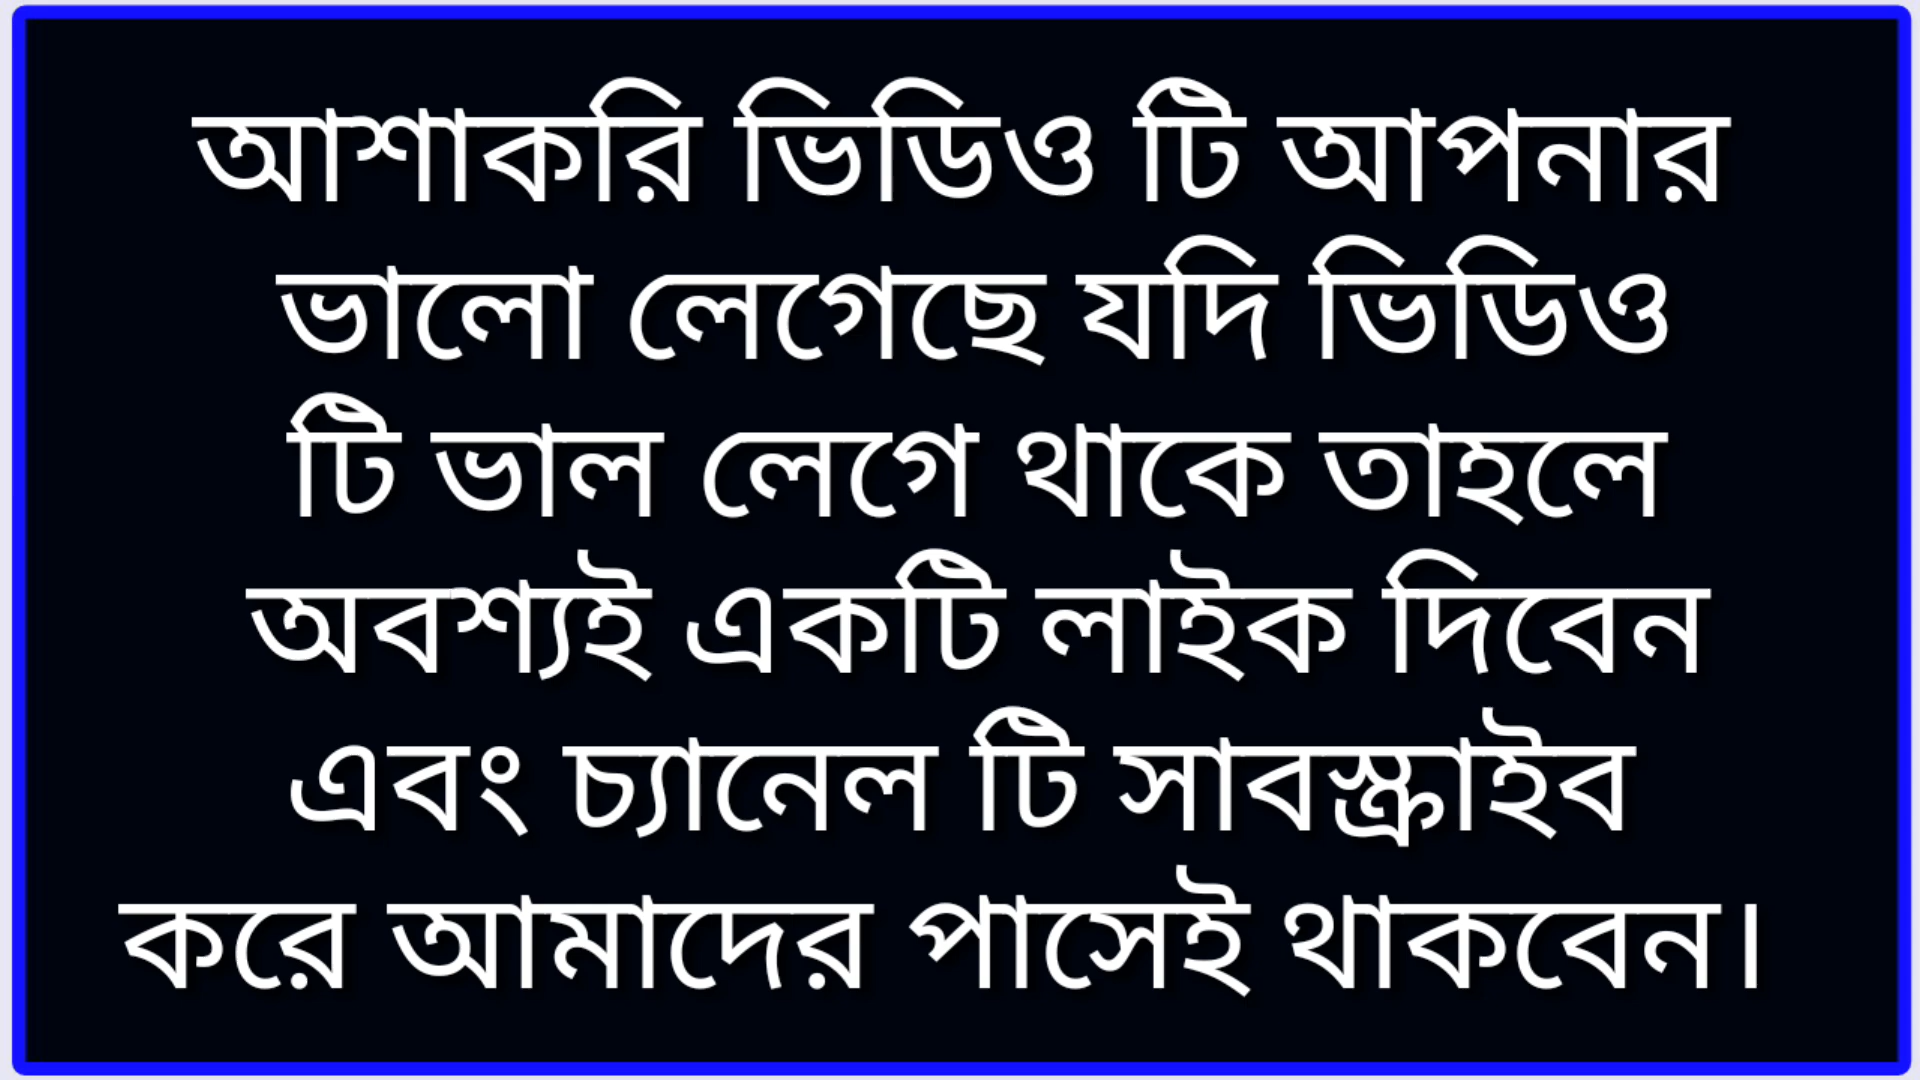 আশাকরি ভিডিও টি আপনার
ভালো লেগেছে যদি ভিডিও
টি ভাল লেগে থাকে তাহলে
অবশ্যই একটি লাইক দিবেন
এবং চ্যানেল টি সাবস্ক্রাইব
করে আমাদের পাসেই থাকবেন।